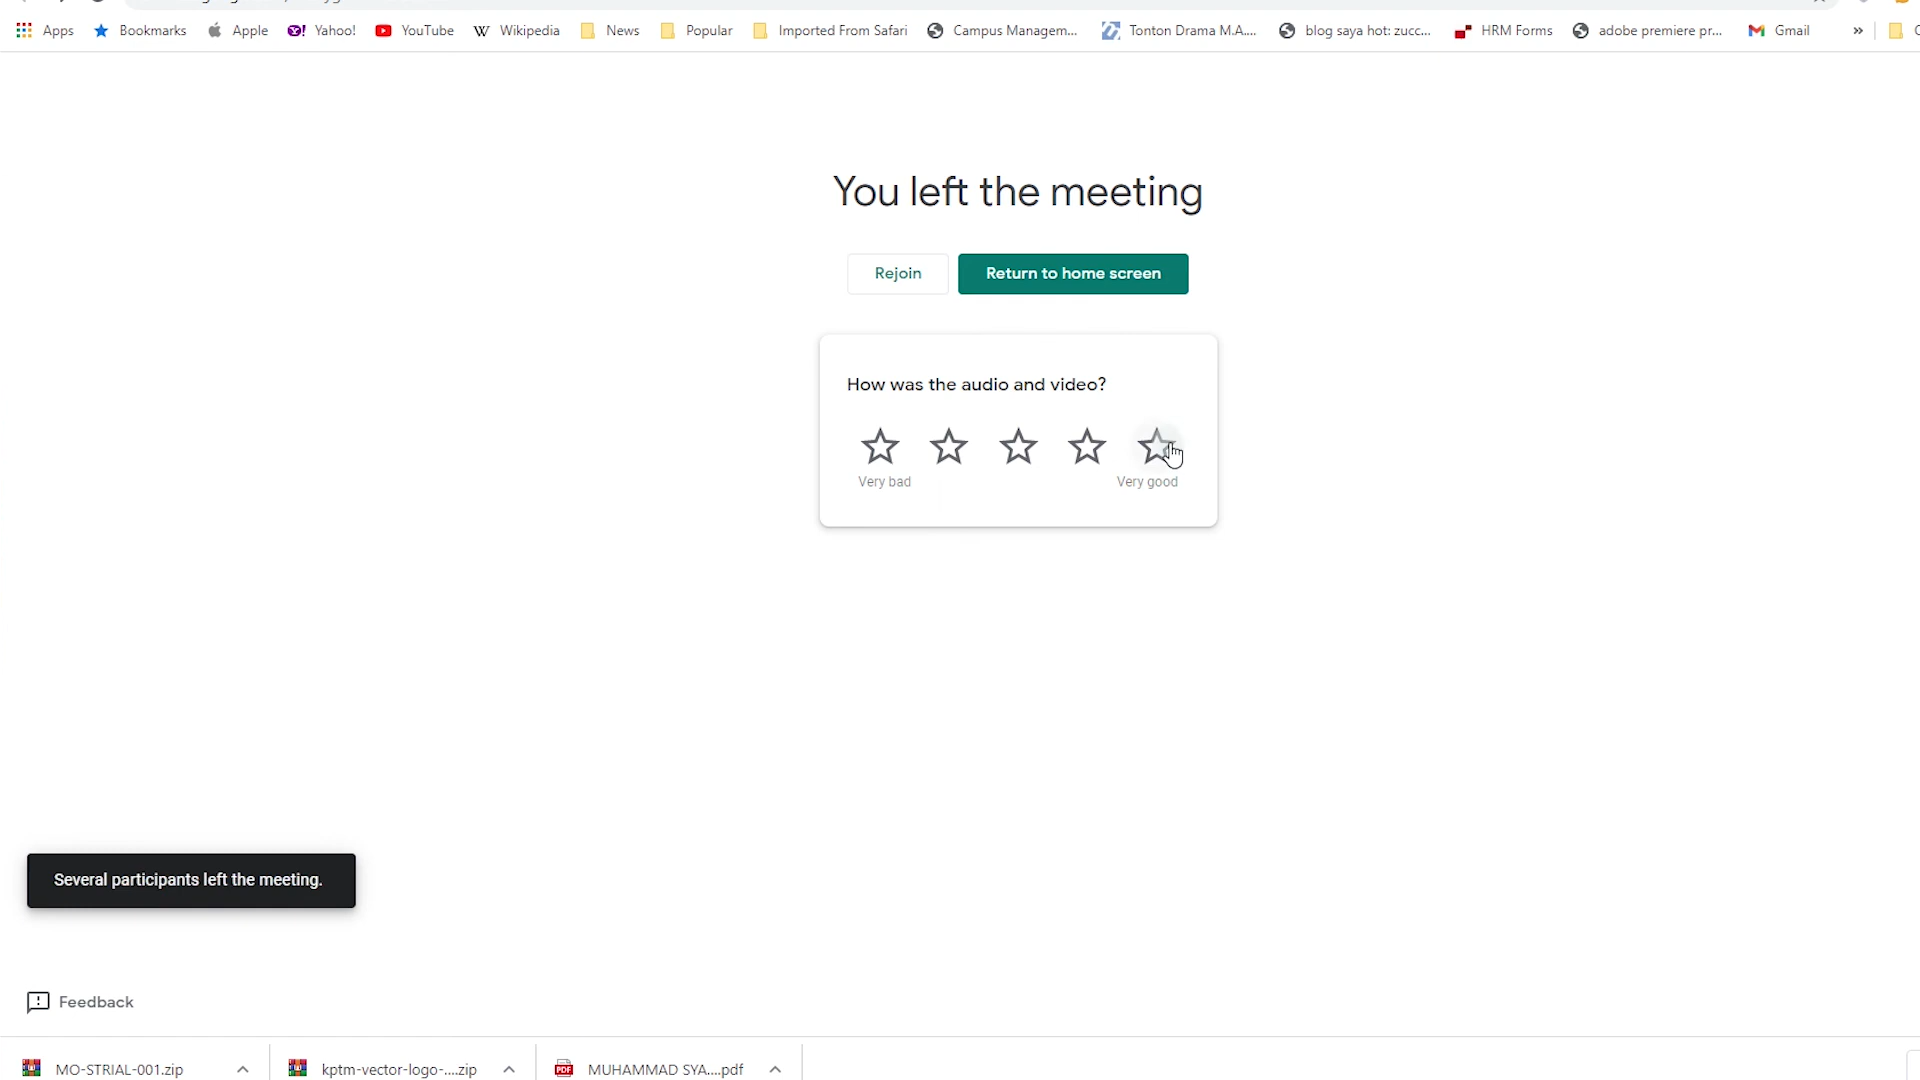 Apps Bookmarks Apple Yahoo! YouTube Wikipedia News Popular Imported From Safari Campus Managem... Tonton Drama M.A.... blog saya hot: zucc... HRM Forms adobe premiere pr... Gmail »
You left the meeting
Rejoin Return to home screen
How was the audio and video?
Very bad Very good
Several participants left the meeting.
Feedback
MO-STRIAL-001.zip kptm-vector-logo-....zip MUHAMMAD SYA....pdf